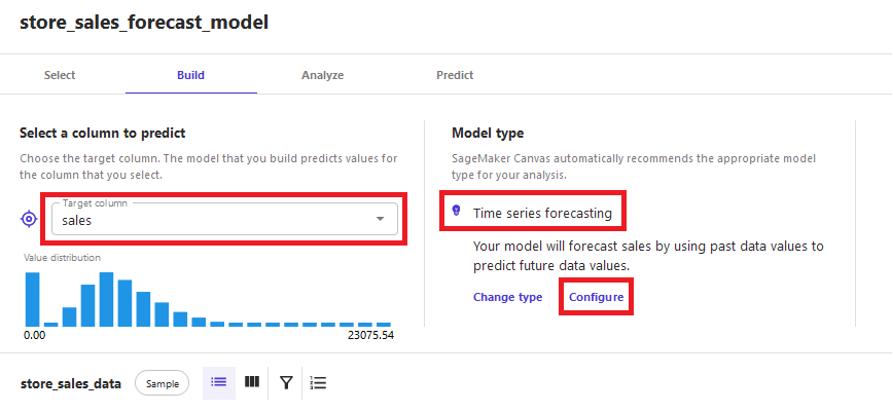 store_sales_forecast_model
Select
Build
Analyze
Predict
Select a column to predict
Choose the target column. The model that you build predicts values for
the column that you select.
Target column
sales
Value distribution
0.00
23075.54
Model type
SageMaker Canvas automatically recommends the appropriate model
type for your analysis.
Time series forecasting
Your model will forecast sales by using past data values to
predict future data values.
Change type
Configure
store_sales_data
Sample